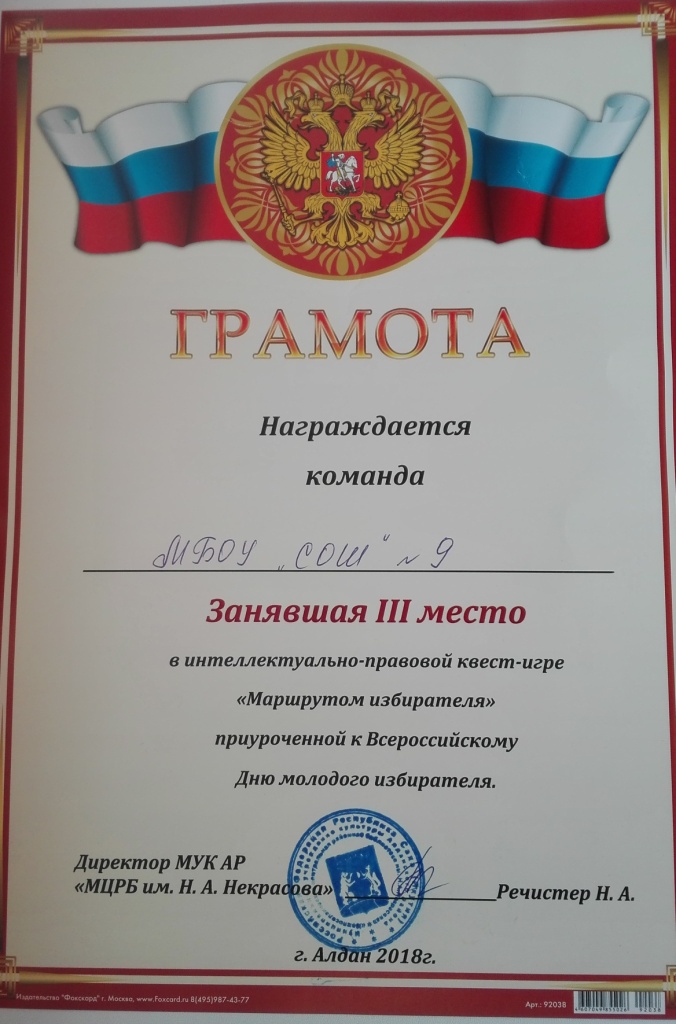 ГРАМОТА
Награждается
команда
МБОУ „СОШ" №9
Занявшая III место
в интеллектуально-правовой квест-игре
«Маршрутом избирателя»
приуроченной к Всероссийскому
Дню молодого избирателя.
Директор МУК АР
«МЦРБ им. Н. А. Некрасова» Речистер Н. А.
г. Алдан 2018г.
Издательство "Фокскард" г. Москва, www.Foxcard.ru 8(495)987-43-77
Арт.: 92038
92038